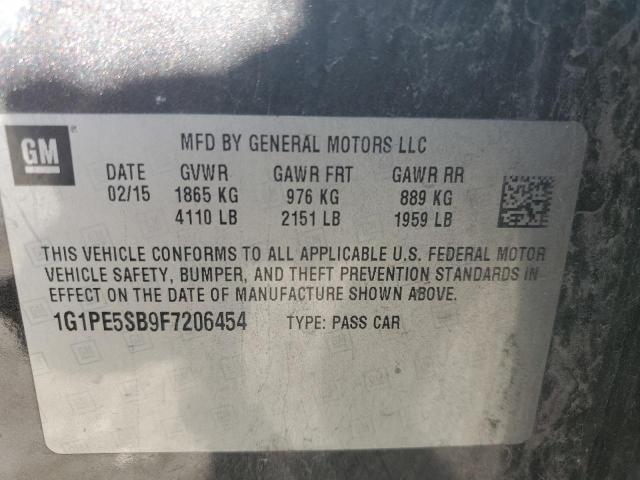 GM
MFD BY GENERAL MOTORS LLC
DATE GVWR GAWR FRT GAWR RR
02/15 1865 KG 976 KG 889 KG
4110 LB 2151 LB 1959 LB
THIS VEHICLE CONFORMS TO ALL APPLICABLE U.S. FEDERAL MOTOR
VEHICLE SAFETY, BUMPER, AND THEFT PREVENTION STANDARDS IN
EFFECT ON THE DATE OF MANUFACTURE SHOWN ABOVE.
1G1PE5SB9F7206454 TYPE: PASS CAR